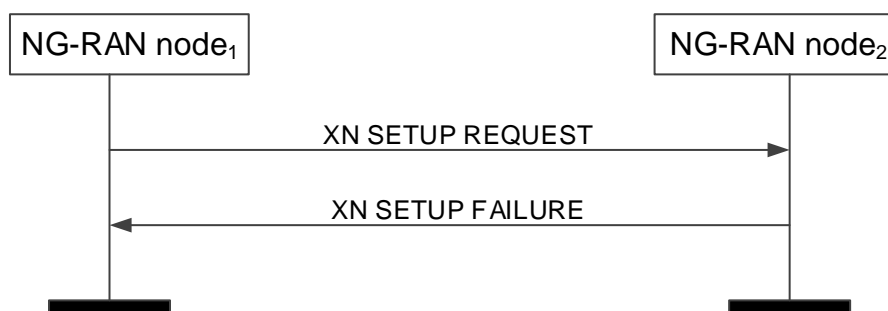 NG-RAN node₁
NG-RAN node₂
XN SETUP REQUEST
XN SETUP FAILURE